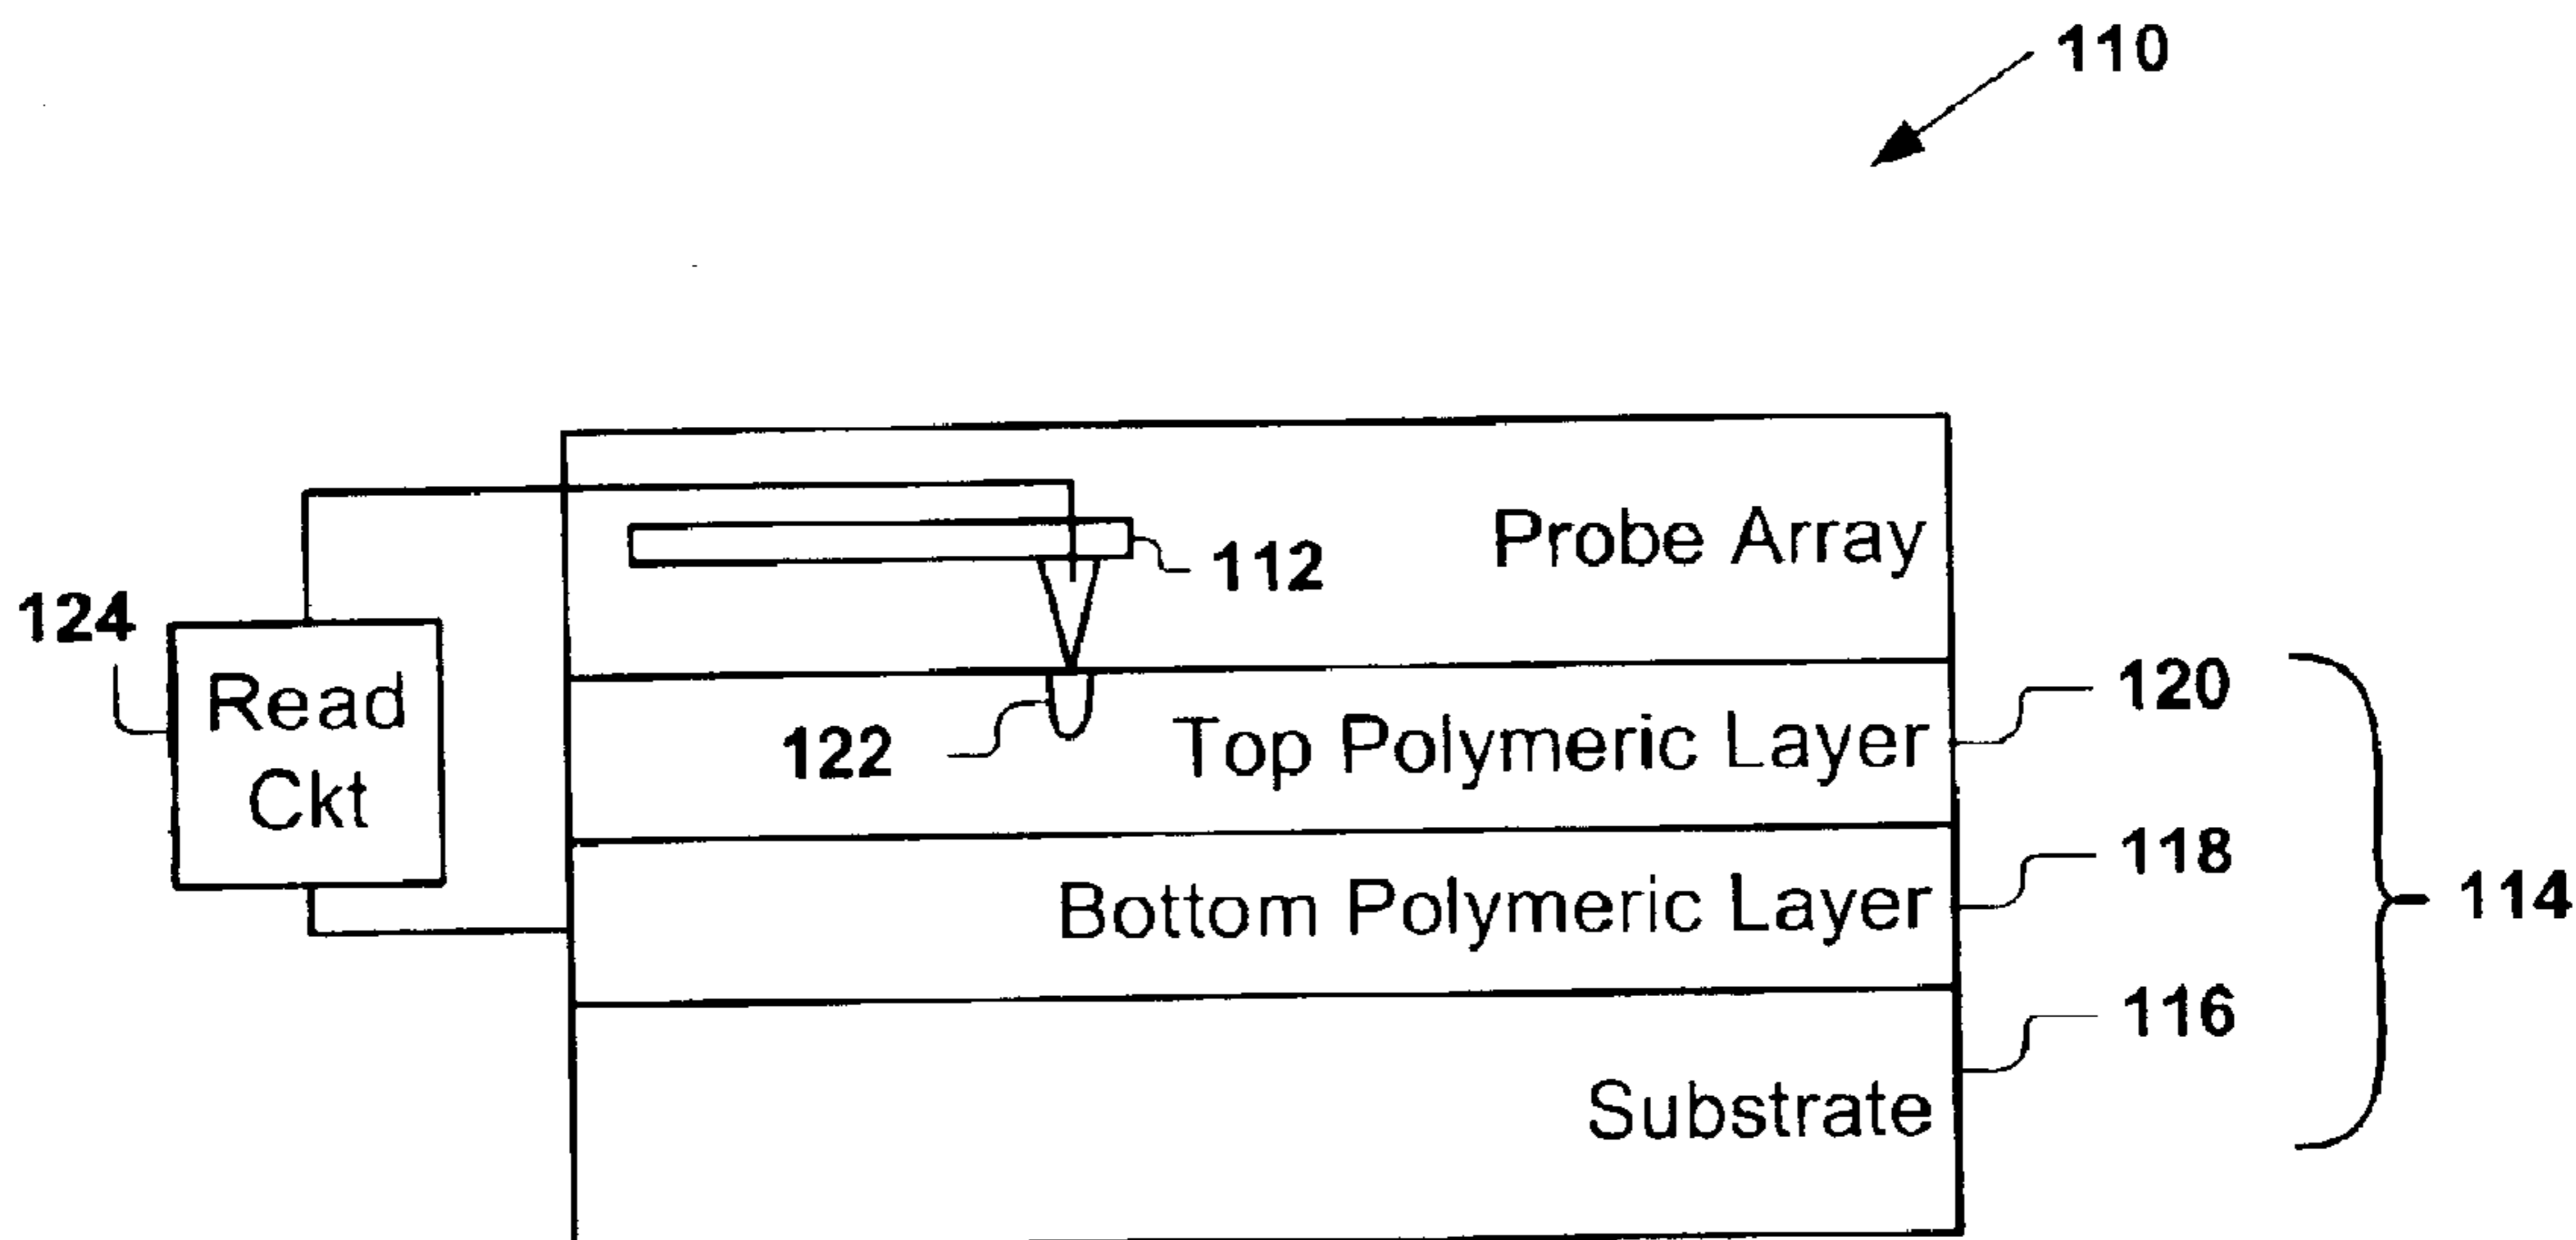 110
Probe Array
112
124
Read
Ckt
120
122
Top Polymeric Layer
118
Bottom Polymeric Layer
114
116
Substrate